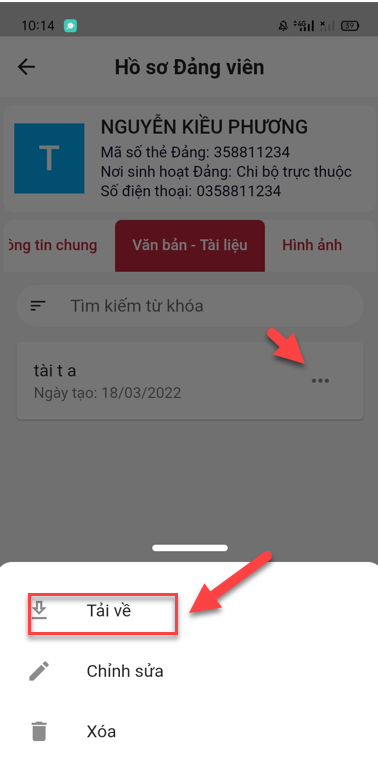 10:14 4G 39
Hồ sơ Đảng viên
T
NGUYỄN KIỀU PHƯƠNG
Mã số thẻ Đảng: 358811234
Nơi sinh hoạt Đảng: Chi bộ trực thuộc
Số điện thoại: 0358811234
ông tin chung Văn bản - Tài liệu Hình ảnh
Tìm kiếm từ khóa
tài t a
Ngày tạo: 18/03/2022
Tải về
Chỉnh sửa
Xóa